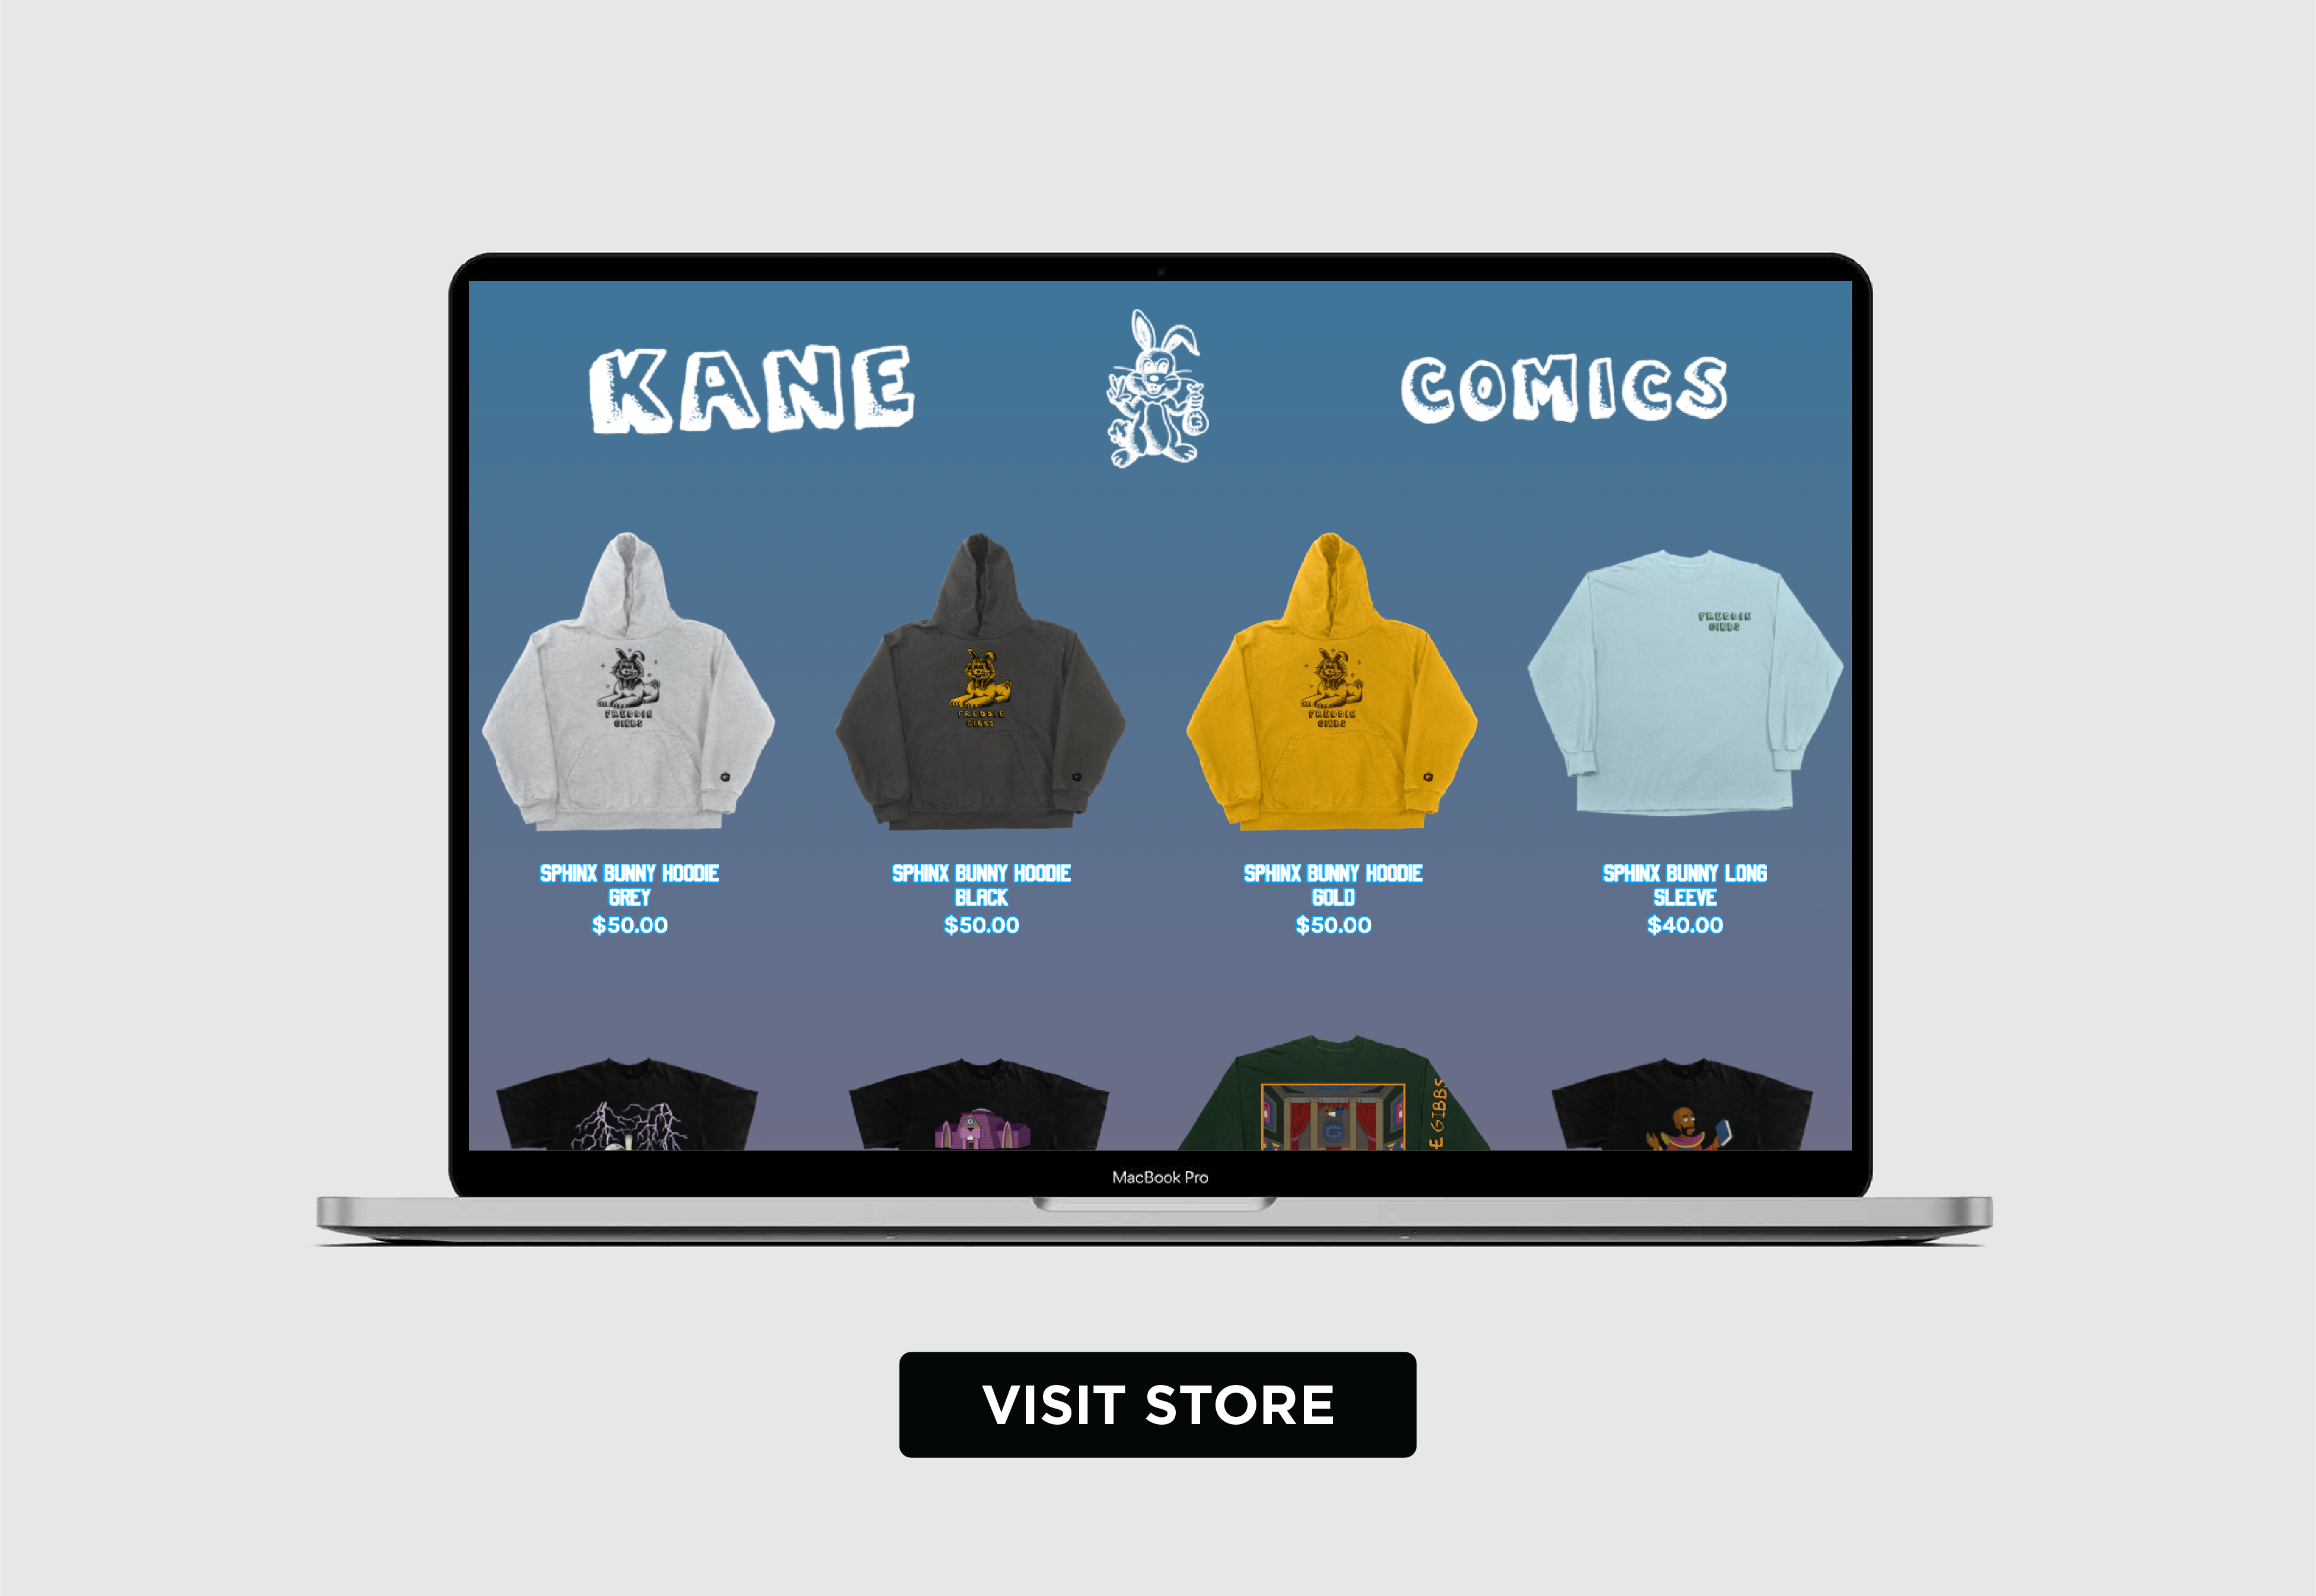 KANE
COMICS
FREDDIE
GIBBS
G
FREDDIE
GIBBS
G
FREDDIE
GIBBS
G
FREDDIE
GIBBS
SPHINX BUNNY HOODIE
GREY
$50.00
SPHINX BUNNY HOODIE
BLACK
$50.00
SPHINX BUNNY HOODIE
GOLD
$50.00
SPHINX BUNNY LONG
SLEEVE
$40.00
E GIBBS
MacBook Pro
VISIT STORE